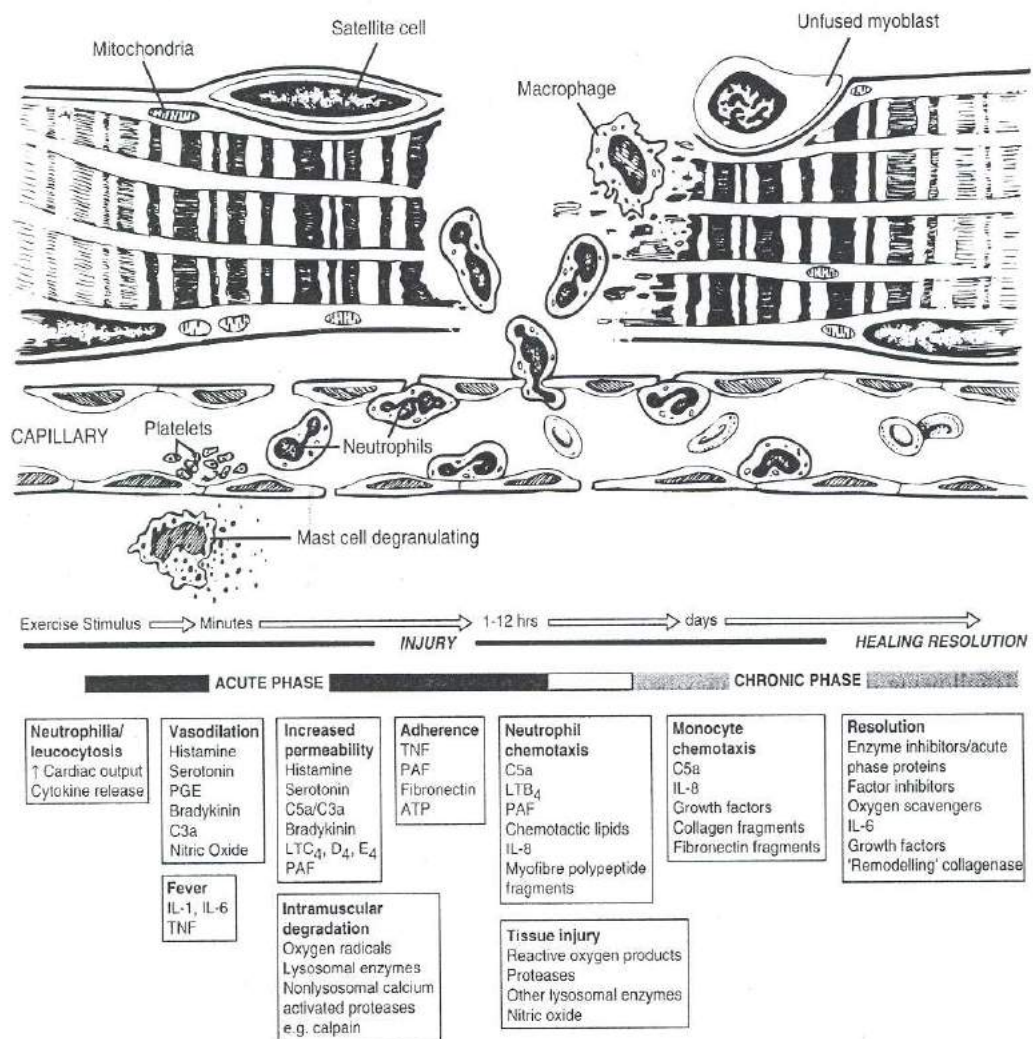 Mitochondria
Satellite cell
Unfused myoblast
Macrophage
CAPILLARY
Platelets
Neutrophils
Mast cell degranulating
Exercise Stimulus
Minutes
1-12 hrs
days
INJURY
HEALING RESOLUTION
ACUTE PHASE
CHRONIC PHASE
Neutrophilia/
leucocytosis
↑ Cardiac output
Cytokine release
Vasodilation
Histamine
Serotonin
PGE
Bradykinin
C3a
Nitric Oxide
Fever
IL-1, IL-6
TNF
Increased
permeability
Histamine
Serotonin
C5a/C3a
Bradykinin
LTC₄, D₄, E₄
PAF
Intramuscular
degradation
Oxygen radicals
Lysosomal enzymes
Nonlysosomal calcium
activated proteases
e.g. calpain
Adherence
TNF
PAF
Fibronectin
ATP
Neutrophil
chemotaxis
C5a
LTB₄
PAF
Chemotactic lipids
IL-8
Myofibre polypeptide
fragments
Tissue injury
Reactive oxygen products
Proteases
Other lysosomal enzymes
Nitric oxide
Monocyte
chemotaxis
C5a
IL-8
Growth factors
Collagen fragments
Fibronectin fragments
Resolution
Enzyme inhibitors/acute
phase proteins
Factor inhibitors
Oxygen scavengers
IL-6
Growth factors
'Remodelling' collagenase